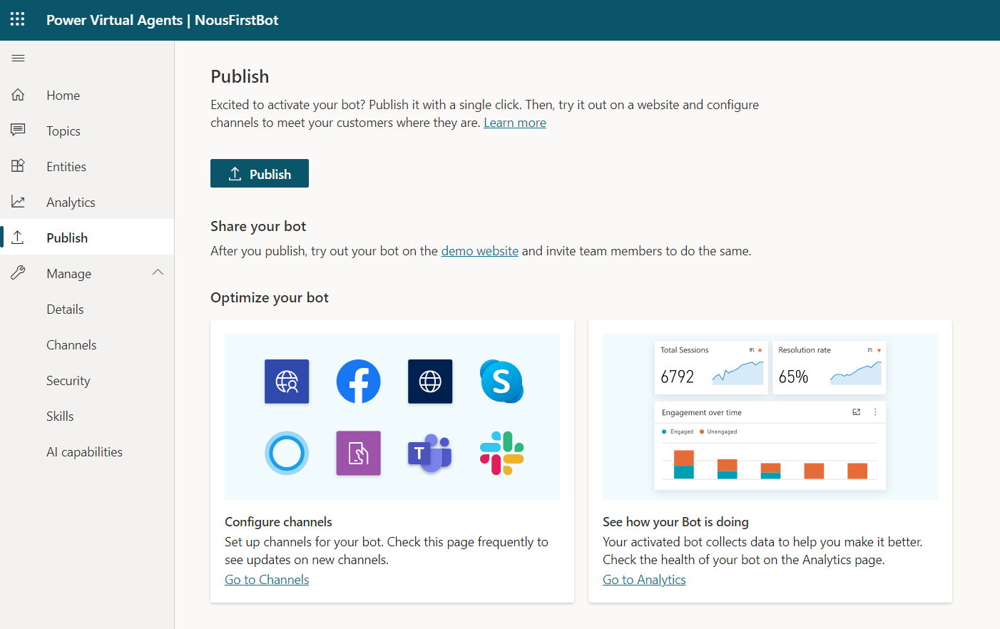 Power Virtual Agents | NousFirstBot
Home
Topics
Entities
Analytics
Publish
Manage
Details
Channels
Security
Skills
AI capabilities
Publish
Excited to activate your bot? Publish it with a single click. Then, try it out on a website and configure
channels to meet your customers where they are. Learn more
Publish
Share your bot
After you publish, try out your bot on the demo website and invite team members to do the same.
Optimize your bot
S
T
Configure channels
Set up channels for your bot. Check this page frequently to
see updates on new channels.
Go to Channels
Total Sessions 8%
6792
Resolution rate 2%
65%
Engagement over time
Engaged Unengaged
See how your Bot is doing
Your activated bot collects data to help you make it better.
Check the health of your bot on the Analytics page.
Go to Analytics